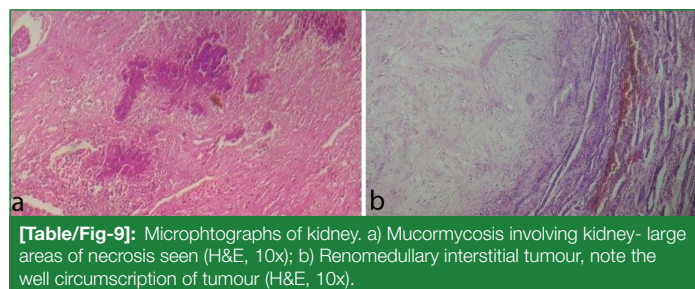 a
b
[Table/Fig-9]: Microphtographs of kidney. a) Mucormycosis involving kidney- large
areas of necrosis seen (H&E, 10x); b) Renomedullary interstitial tumour, note the
well circumscription of tumour (H&E, 10x).